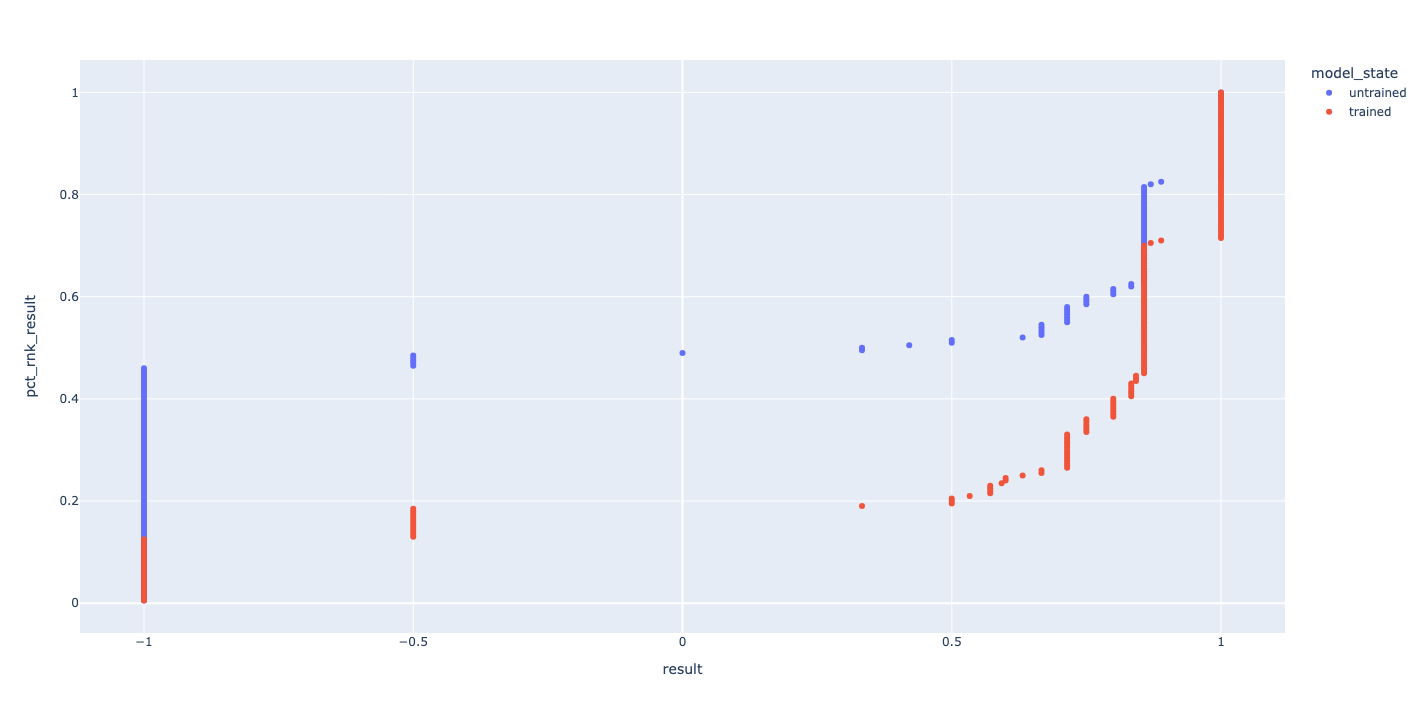 model_state
untrained
trained
pct_rnk_result
1
0.8
0.6
0.4
0.2
0
−1
−0.5
0
0.5
1
result